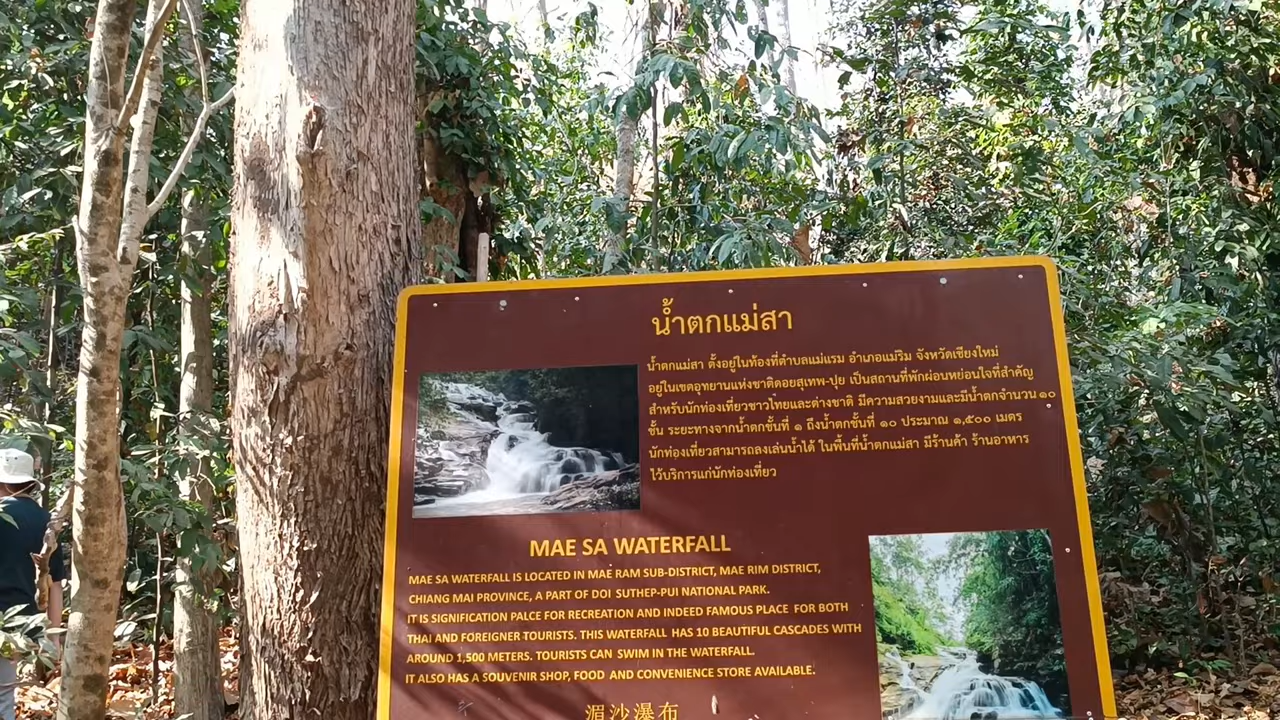 น้ำตกแม่สา
น้ำตกแม่สา ตั้งอยู่ในท้องที่ตำบลแม่แรม อำเภอแม่ริม จังหวัดเชียงใหม่
อยู่ในเขตอุทยานแห่งชาติดอยสุเทพ-ปุย เป็นสถานที่พักผ่อนหย่อนใจที่สำคัญ
สำหรับนักท่องเที่ยวชาวไทยและต่างชาติ มีความสวยงามและมีน้ำตกจำนวน ๑๐
ชั้น ระยะทางจากน้ำตกชั้นที่ ๑ ถึงน้ำตกชั้นที่ ๑๐ ประมาณ ๑,๕๐๐ เมตร
นักท่องเที่ยวสามารถลงเล่นน้ำได้ ในพื้นที่น้ำตกแม่สา มีร้านค้า ร้านอาหาร
ไว้บริการแก่นักท่องเที่ยว
MAE SA WATERFALL
MAE SA WATERFALL IS LOCATED IN MAE RAM SUB-DISTRICT, MAE RIM DISTRICT,
CHIANG MAI PROVINCE, A PART OF DOI SUTHEP-PUI NATIONAL PARK.
IT IS SIGNIFICATION PALCE FOR RECREATION AND INDEED FAMOUS PLACE FOR BOTH
THAI AND FOREIGNER TOURISTS. THIS WATERFALL HAS 10 BEAUTIFUL CASCADES WITH
AROUND 1,500 METERS. TOURISTS CAN SWIM IN THE WATERFALL.
IT ALSO HAS A SOUVENIR SHOP, FOOD AND CONVENIENCE STORE AVAILABLE.
湄沙瀑布